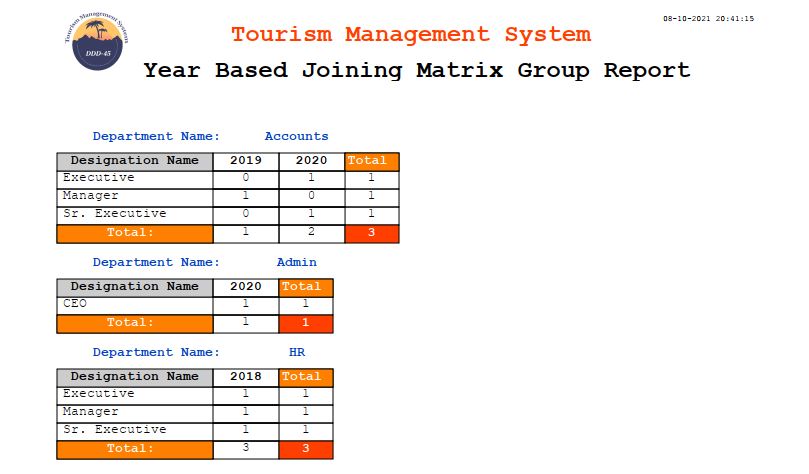 Tourism Management System
DDD-45
08-10-2021 20:41:15
Tourism Management System
Year Based Joining Matrix Group Report
Department Name: Accounts
Designation Name 2019 2020 Total
Executive 0 1 1
Manager 1 0 1
Sr. Executive 0 1 1
Total: 1 2 3
Department Name: Admin
Designation Name 2020 Total
CEO 1 1
Total: 1 1
Department Name: HR
Designation Name 2018 Total
Executive 1 1
Manager 1 1
Sr. Executive 1 1
Total: 3 3